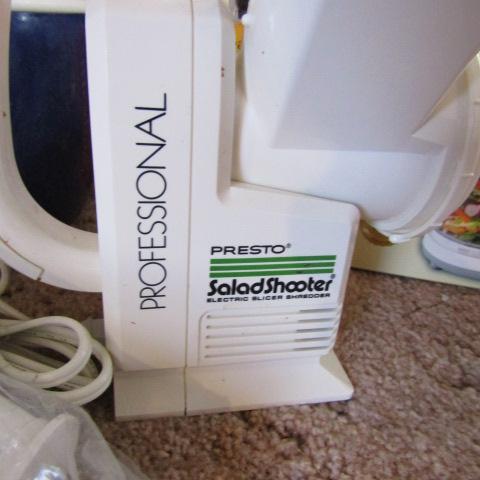 PROFESSIONAL
PRESTO®
SaladShooter®
ELECTRIC SLICER SHREDDER